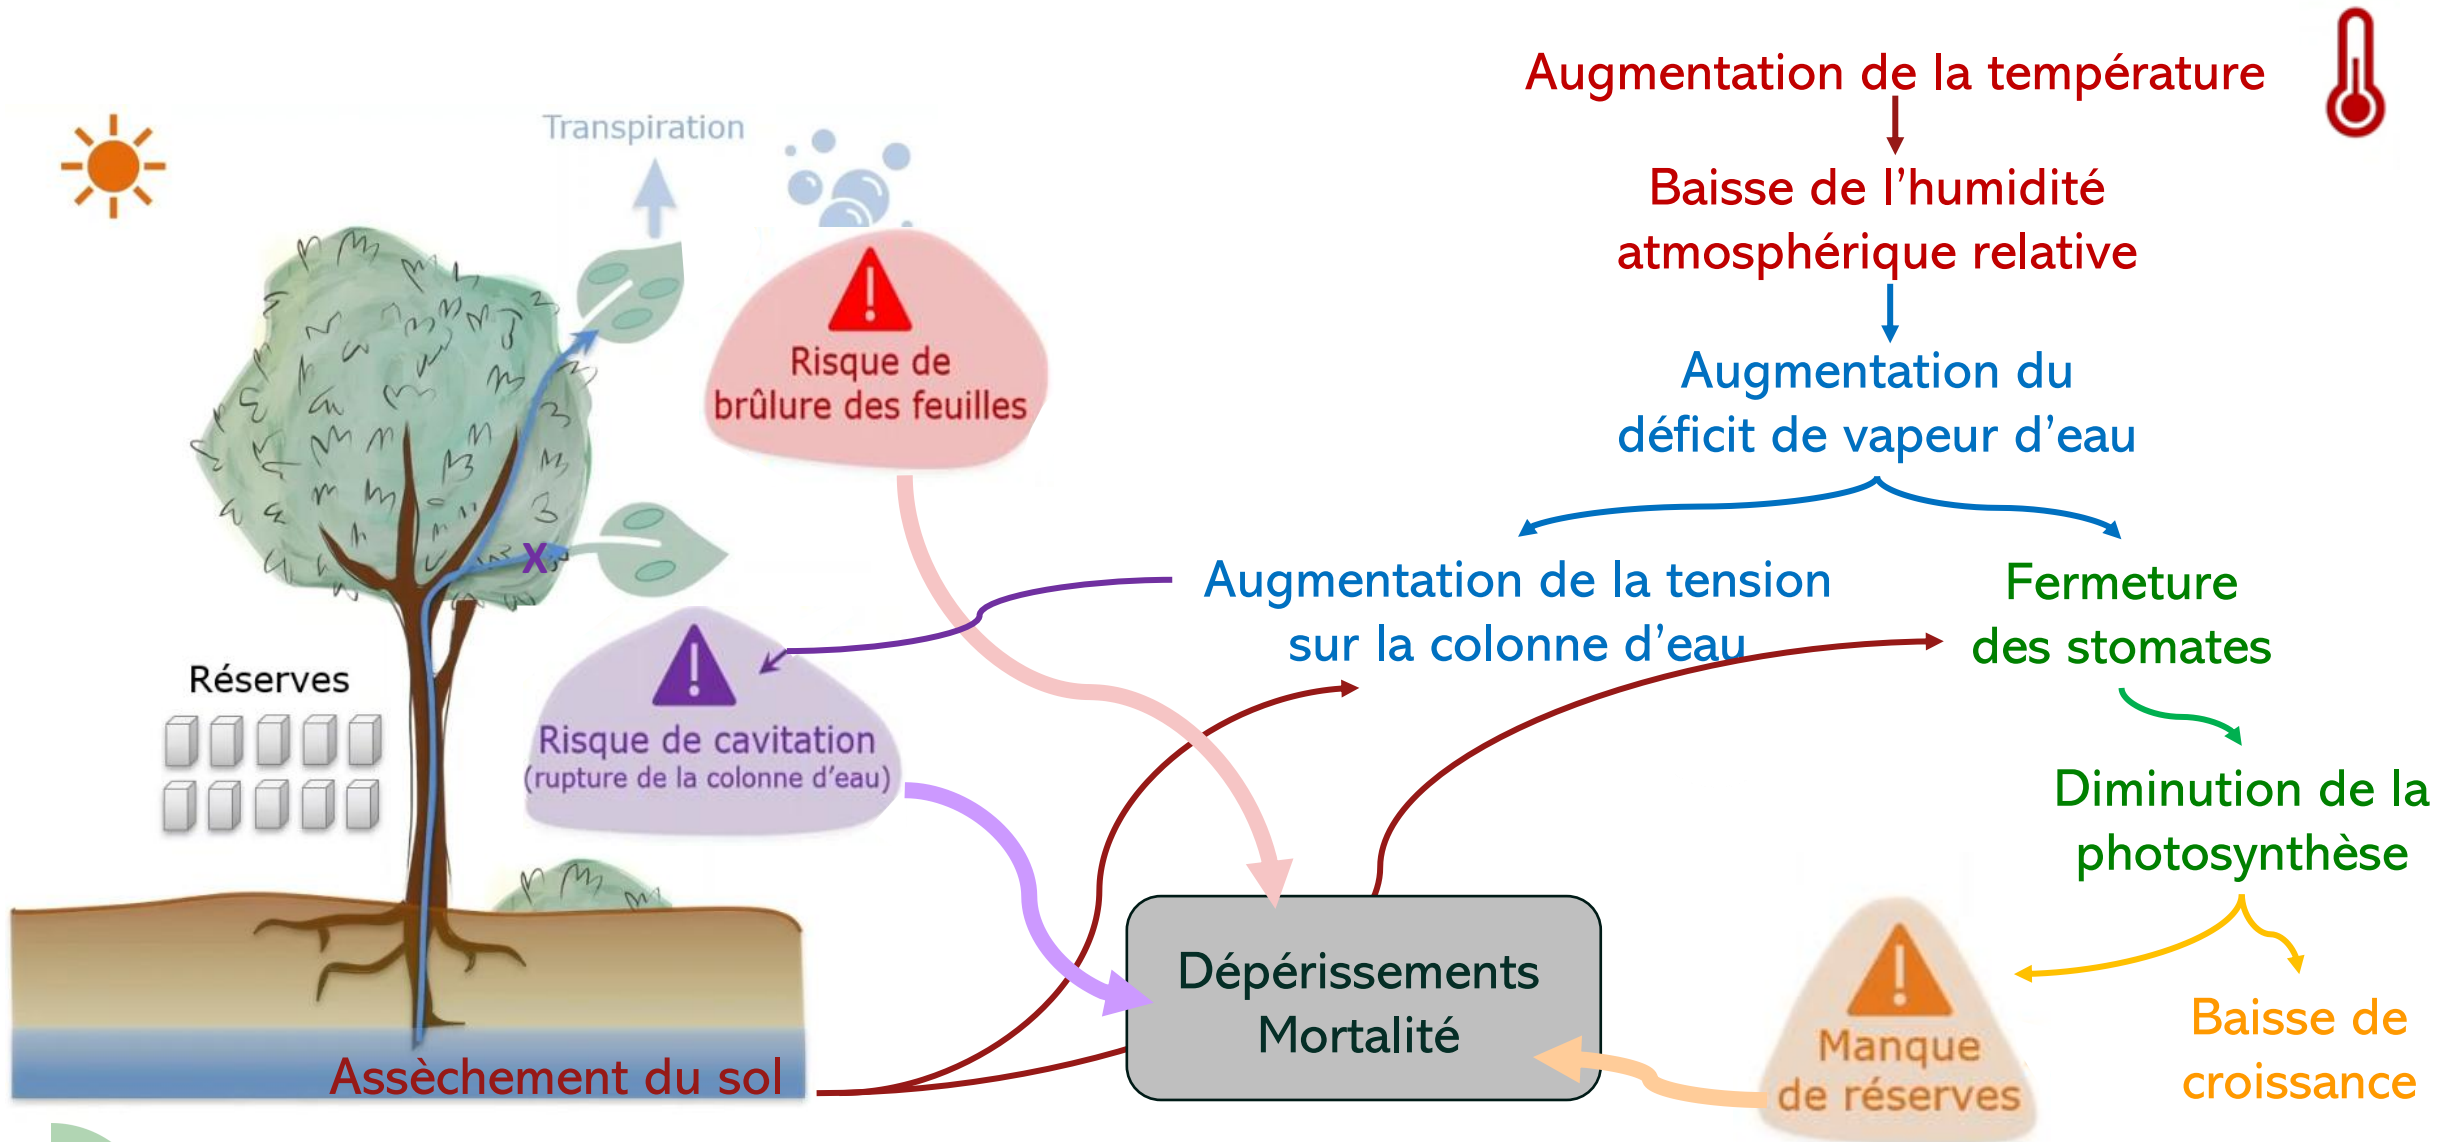 Augmentation de la température
Transpiration
Baisse de l'humidité
atmosphérique relative
Risque de
brûlure des feuilles
Augmentation du
déficit de vapeur d'eau
X
Augmentation de la tension
sur la colonne d'eau
Fermeture
des stomates
Réserves
Risque de cavitation
(rupture de la colonne d'eau)
Diminution de la
photosynthèse
Dépérissements
Mortalité
Manque
de réserves
Baisse de
croissance
Assèchement du sol